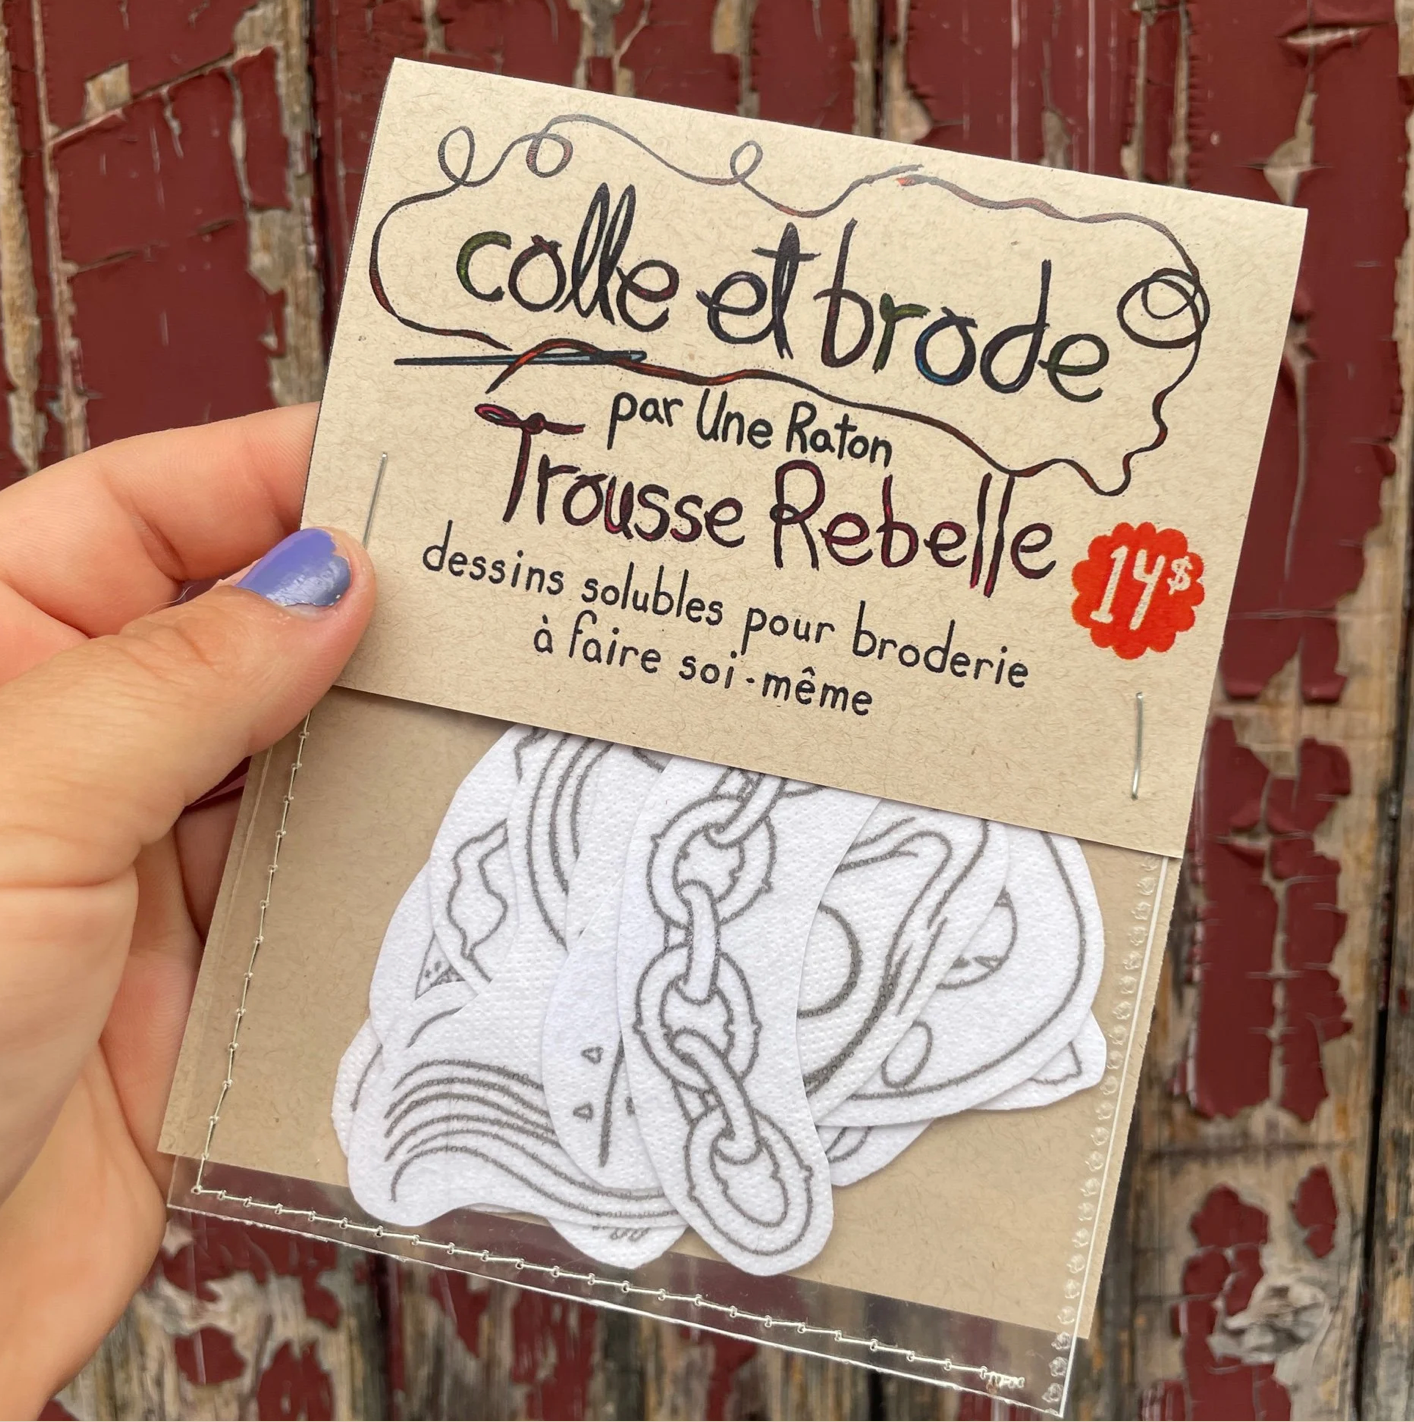 colle et brode
par Une Raton
Trousse Rebelle
14$
dessins solubles pour broderie
à faire soi-même